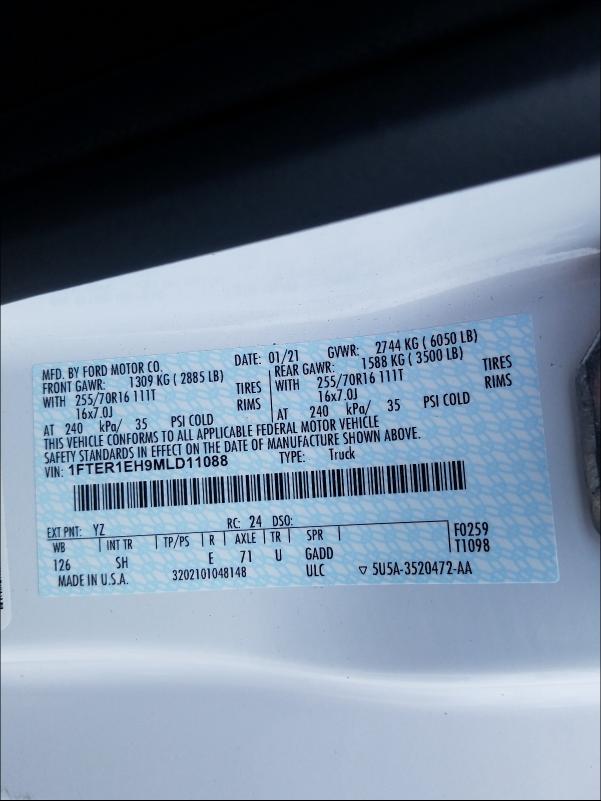 MFD. BY FORD MOTOR CO. DATE: 01/21 GVWR: 2744 KG ( 6050 LB)
FRONT GAWR: 1309 KG ( 2885 LB) REAR GAWR: 1588 KG ( 3500 LB)
WITH 255/70R16 111T TIRES WITH 255/70R16 111T TIRES
16x7.0J RIMS 16x7.0J RIMS
AT 240 kPa/ 35 PSI COLD AT 240 kPa/ 35 PSI COLD
THIS VEHICLE CONFORMS TO ALL APPLICABLE FEDERAL MOTOR VEHICLE
SAFETY STANDARDS IN EFFECT ON THE DATE OF MANUFACTURE SHOWN ABOVE.
VIN: 1FTER1EH9MLD11088 TYPE: Truck
EXT PNT: YZ RC: 24 DSO: F0259
WB INT TR TP/PS R AXLE TR SPR T1098
126 SH E 71 U GADD
MADE IN U.S.A. 3202101048148 ULC ▽ 5U5A-3520472-AA